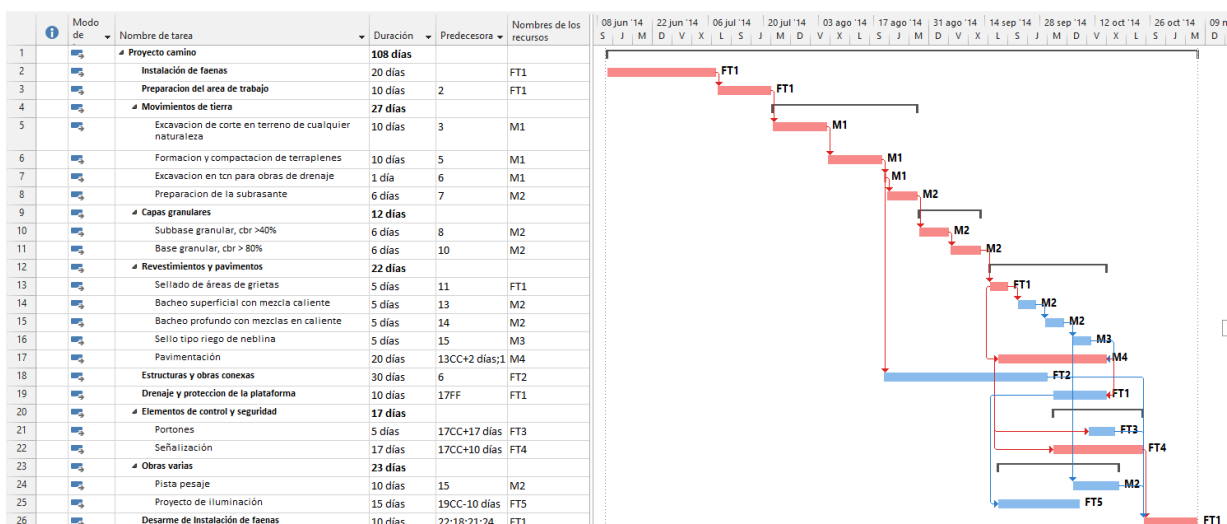 Modo de Nombre de tarea Duración Predecesora Nombres de los recursos 08 jun '14 22 jun '14 06 jul '14 20 jul '14 03 ago '14 17 ago '14 31 ago '14 14 sep '14 28 sep '14 12 oct '14 26 oct '14 09
S J M D V X L S J M D V X L S J M D V X L S J M D V X L S J M D
1 Proyecto camino 108 días
2 Instalación de faenas 20 días FT1 FT1
3 Preparacion del area de trabajo 10 días 2 FT1 FT1
4 Movimientos de tierra 27 días
5 Excavacion de corte en terreno de cualquier naturaleza 10 días 3 M1 M1
6 Formacion y compactacion de terraplenes 10 días 5 M1 M1
7 Excavacion en tcn para obras de drenaje 1 día 6 M1 M1
8 Preparacion de la subrasante 6 días 7 M2 M2
9 Capas granulares 12 días
10 Subbase granular, cbr >40% 6 días 8 M2 M2
11 Base granular, cbr > 80% 6 días 10 M2 M2
12 Revestimientos y pavimentos 22 días
13 Sellado de áreas de grietas 5 días 11 FT1 FT1
14 Bacheo superficial con mezcla caliente 5 días 13 M2 M2
15 Bacheo profundo con mezclas en caliente 5 días 14 M2 M2
16 Sello tipo riego de neblina 5 días 15 M3 M3
17 Pavimentación 20 días 13CC+2 días;1 M4 M4
18 Estructuras y obras conexas 30 días 6 FT2 FT2
19 Drenaje y proteccion de la plataforma 10 días 17FF FT1 FT1
20 Elementos de control y seguridad 17 días
21 Portones 5 días 17CC+17 días FT3 FT3
22 Señalización 17 días 17CC+10 días FT4 FT4
23 Obras varias 23 días
24 Pista pesaje 10 días 15 M2 M2
25 Proyecto de iluminación 15 días 19CC-10 días FT5 FT5
26 Desarme de Instalación de faenas 10 días 22;18;21;24 FT1 FT1